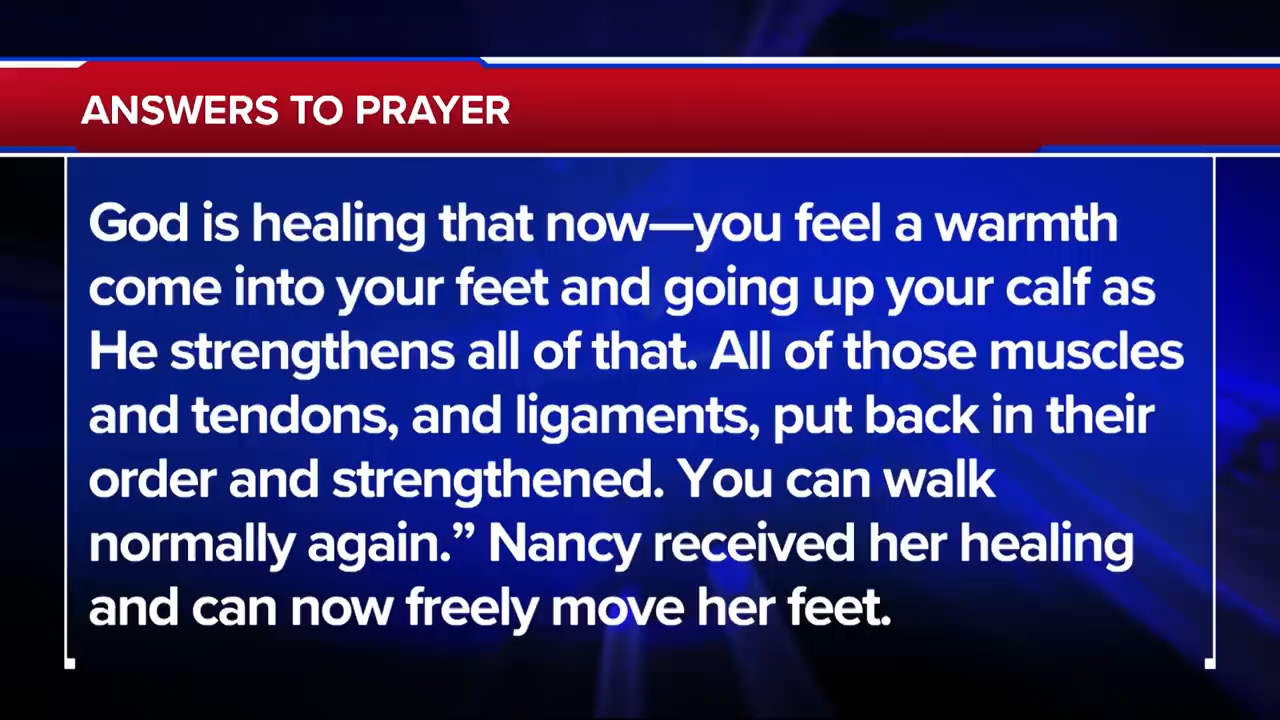 ANSWERS TO PRAYER
God is healing that now—you feel a warmth
come into your feet and going up your calf as
He strengthens all of that. All of those muscles
and tendons, and ligaments, put back in their
order and strengthened. You can walk
normally again.” Nancy received her healing
and can now freely move her feet.